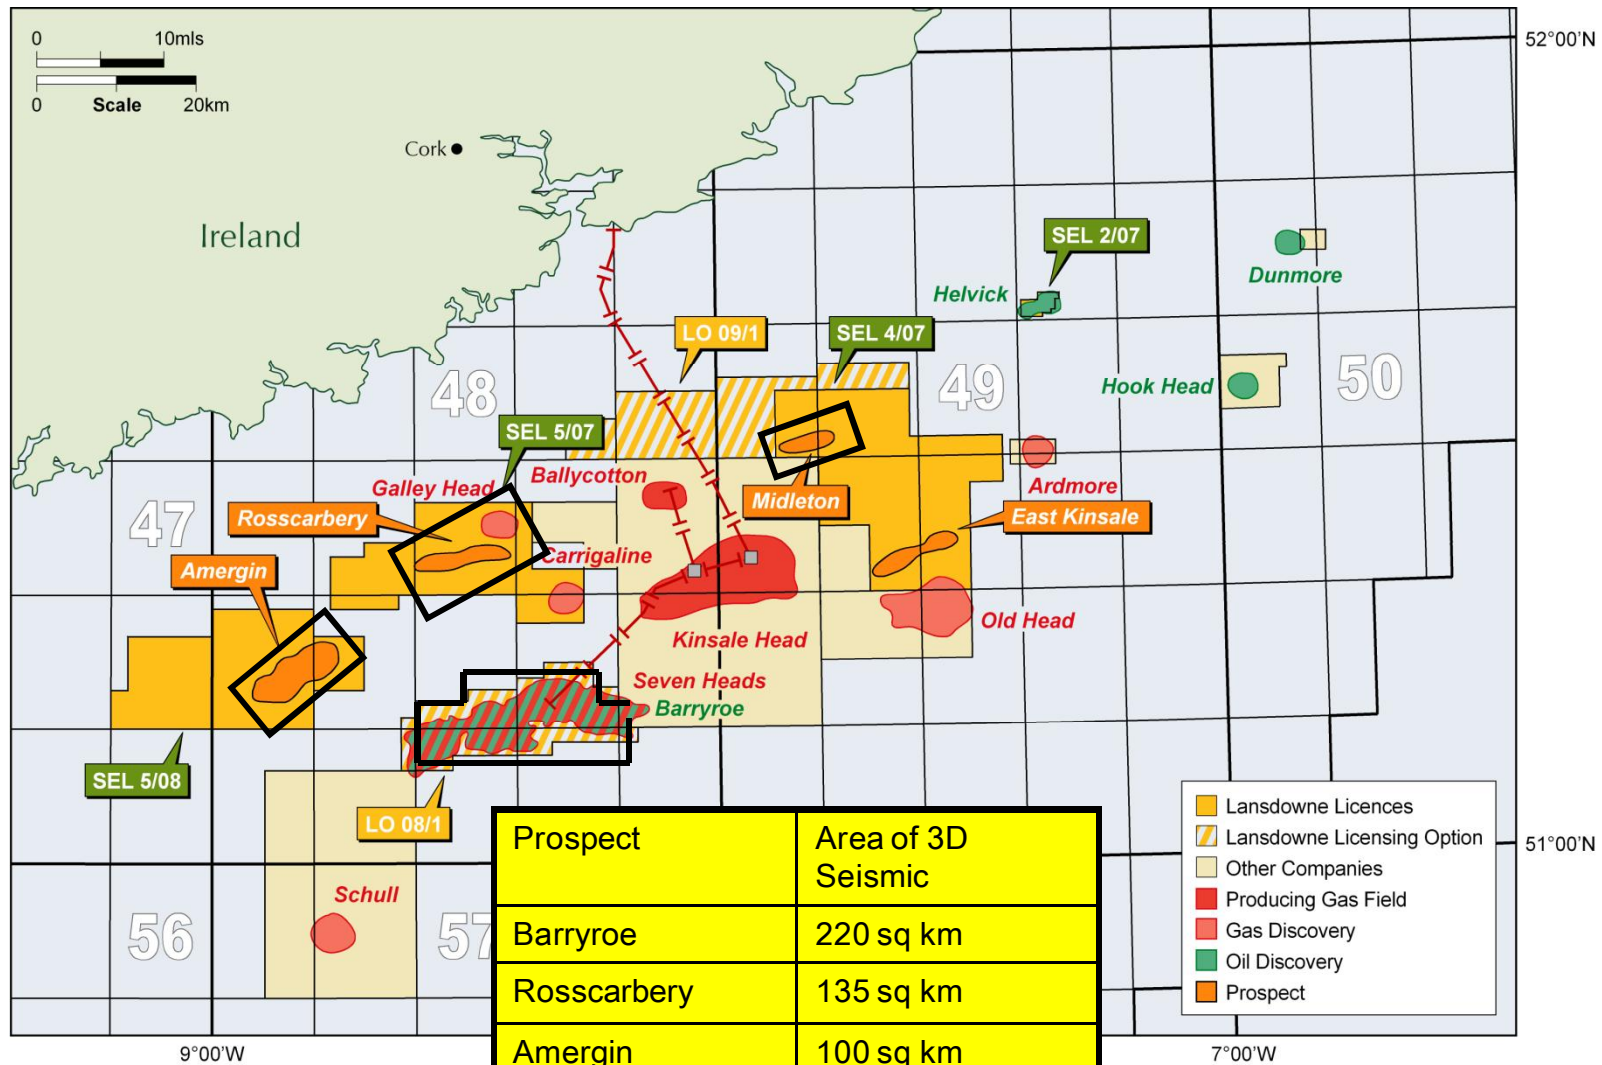 0 10mls
0 Scale 20km
52°00'N
Cork
Ireland
SEL 2/07
Dunmore
Helvick
LO 09/1
SEL 4/07
48
49
50
Hook Head
SEL 5/07
Ballycotton
Galley Head
Midleton
Ardmore
47
Rosscarbery
East Kinsale
Carrigaline
Amergin
Old Head
Kinsale Head
Seven Heads
Barryroe
SEL 5/08
LO 08/1
Lansdowne Licences
Lansdowne Licensing Option
Other Companies
Producing Gas Field
Gas Discovery
Oil Discovery
Prospect
51°00'N
Schull
56
57
Prospect Area of 3D
Seismic
Barryroe 220 sq km
Rosscarbery 135 sq km
Amergin 100 sq km
9°00'W
7°00'W